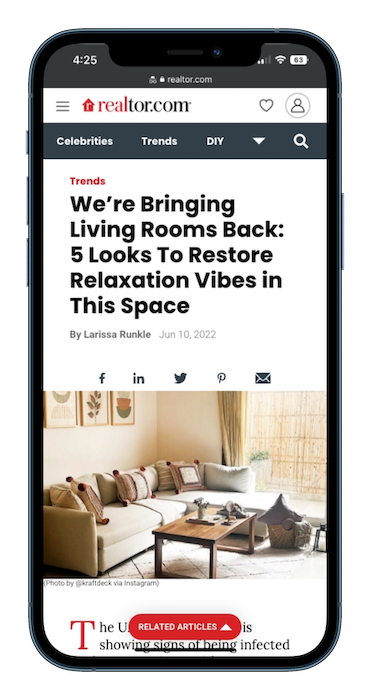 4:25
63
realtor.com
realtor.com
Celebrities Trends DIY
Trends
We're Bringing
Living Rooms Back:
5 Looks To Restore
Relaxation Vibes in
This Space
By Larissa Runkle Jun 10, 2022
f in
(Photo by @kraftdeck via Instagram)
RELATED ARTICLES
The U is
showing signs of being infected